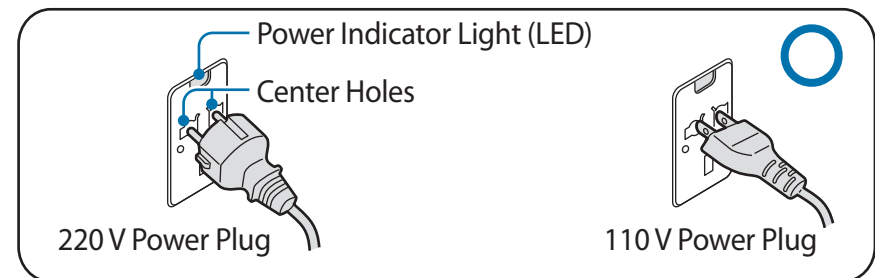 Power Indicator Light (LED)
Center Holes
220 V Power Plug
110 V Power Plug